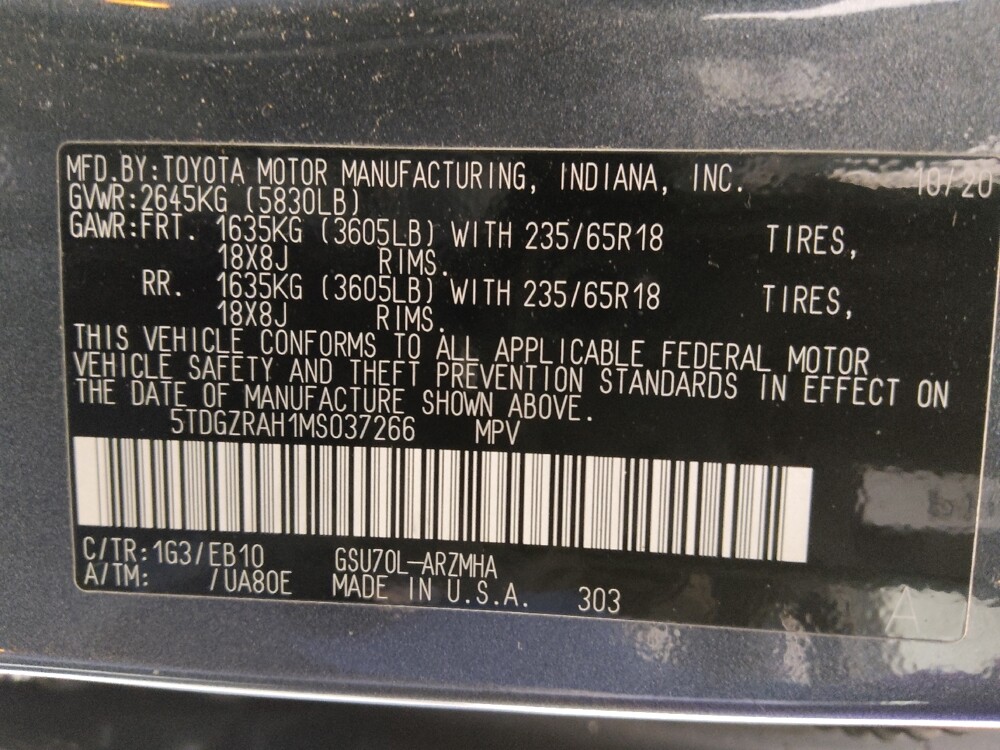 MFD.BY:TOYOTA MOTOR MANUFACTURING, INDIANA, INC. 10/20
GVWR:2645KG (5830LB)
GAWR:FRT. 1635KG (3605LB) WITH 235/65R18 TIRES,
18X8J RIMS.
RR. 1635KG (3605LB) WITH 235/65R18 TIRES,
18X8J RIMS.
THIS VEHICLE CONFORMS TO ALL APPLICABLE FEDERAL MOTOR
VEHICLE SAFETY AND THEFT PREVENTION STANDARDS IN EFFECT ON
THE DATE OF MANUFACTURE SHOWN ABOVE.
5TDGZRAH1MS037266 MPV
C/TR:1G3/EB10 GSU70L-ARZMHA
A/TM: /UA80E MADE IN U.S.A. 303
A